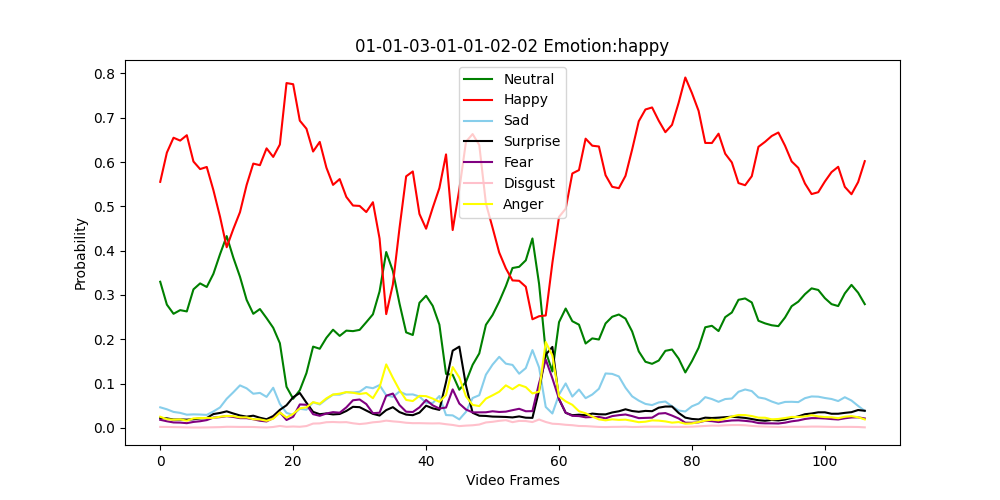 01-01-03-01-01-02-02 Emotion:happy
Probability
0.8
0.7
0.6
0.5
0.4
0.3
0.2
0.1
0.0
Neutral
Happy
Sad
Surprise
Fear
Disgust
Anger
0 20 40 60 80 100
Video Frames